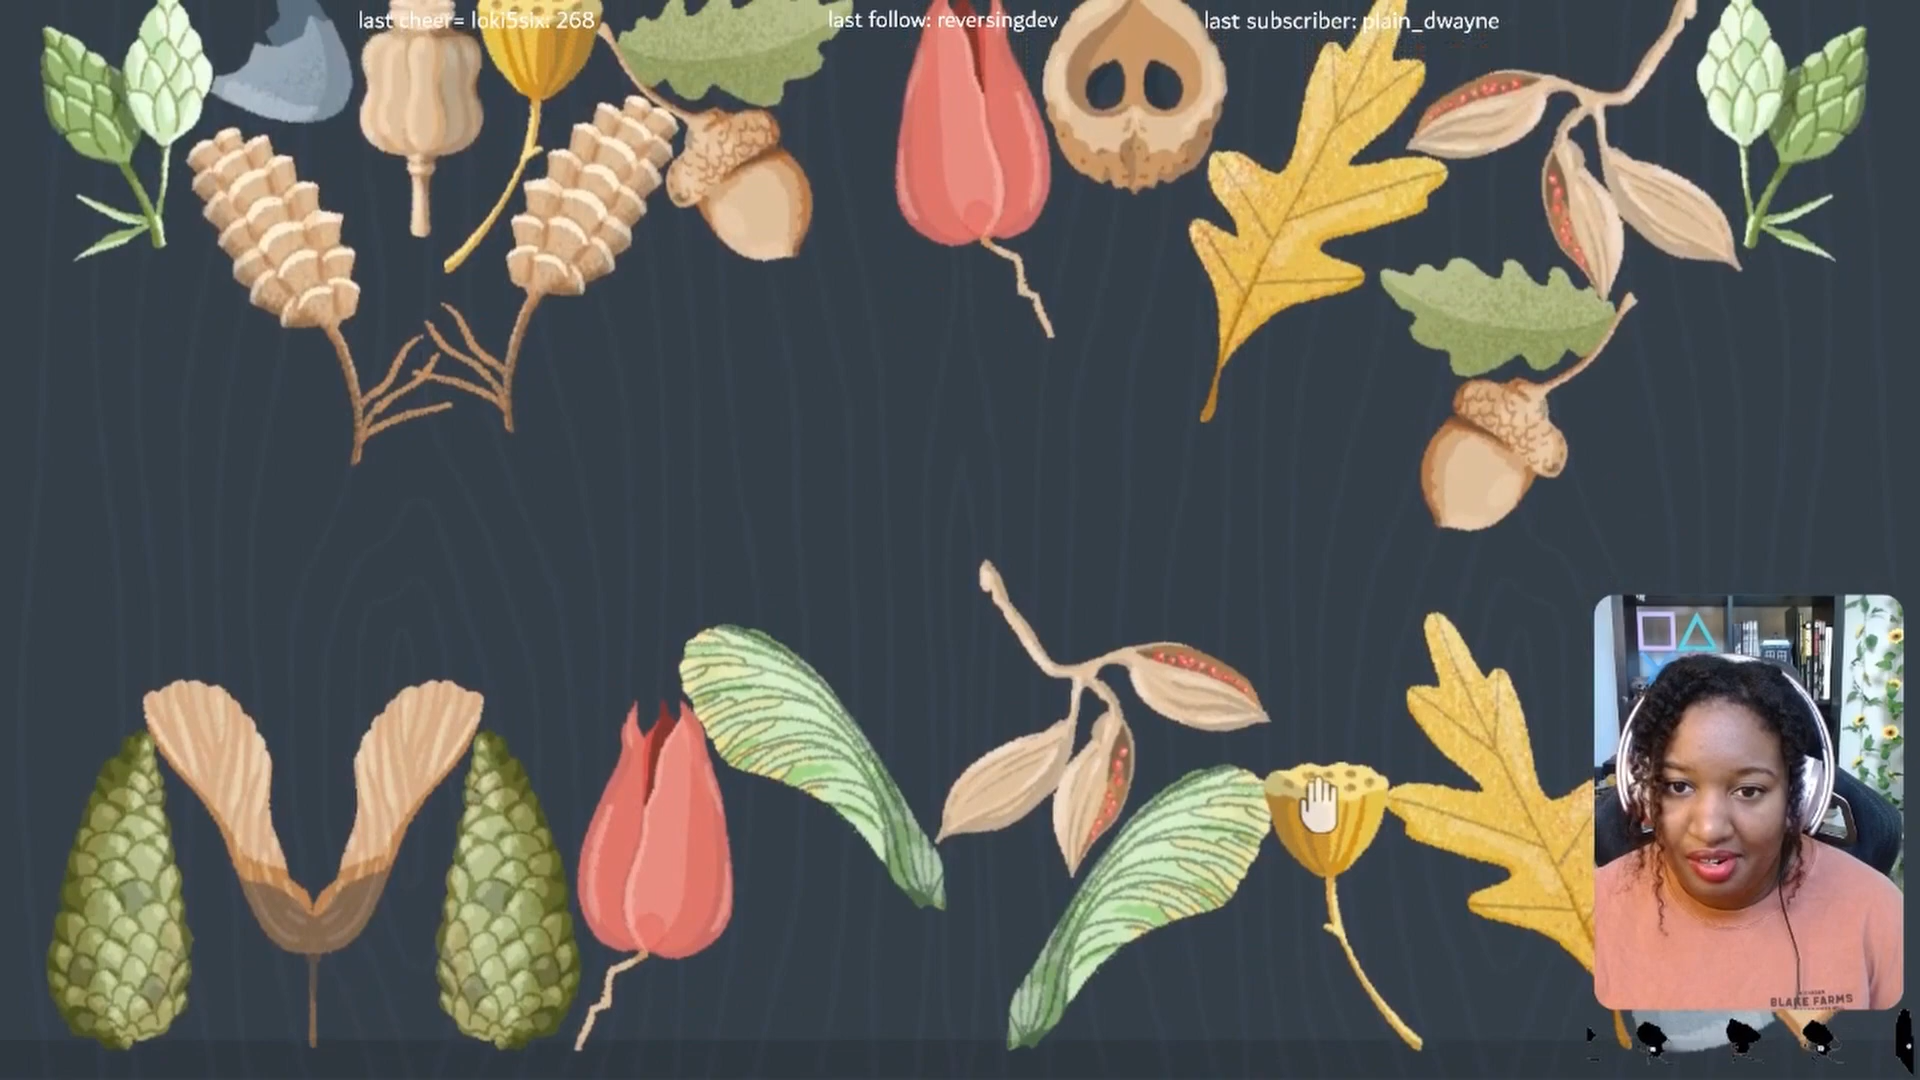 last cheer= loki5six: 268
last follow: reversingdev
last subscriber: plain_dwayne
BLAKE FARMS